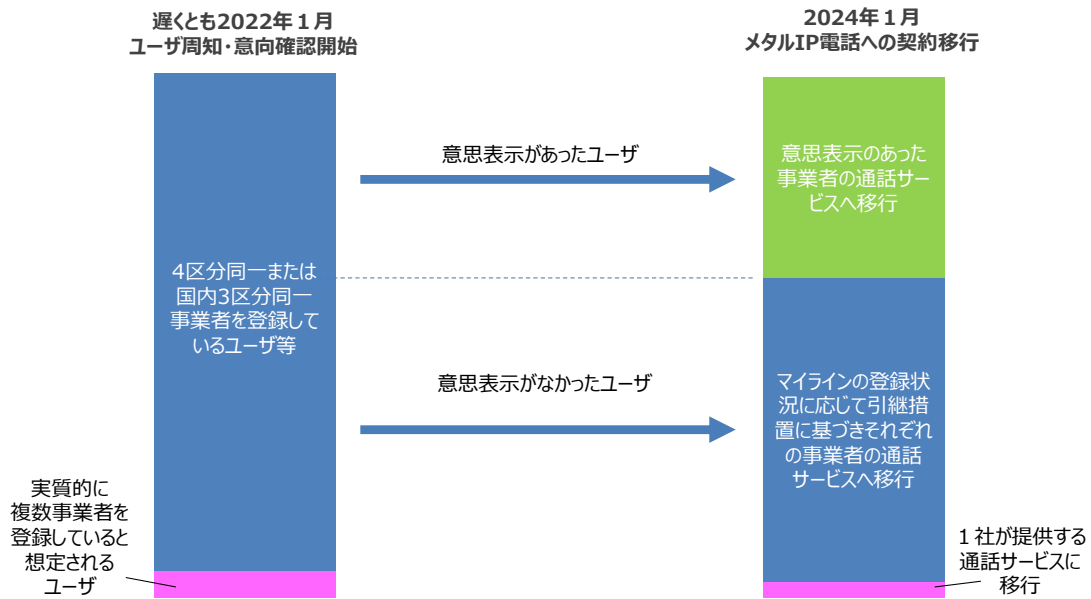 遅くとも2022年１月
ユーザ周知・意向確認開始
2024年１月
メタルIP電話への契約移行
意思表示があったユーザ
意思表示のあった
事業者の通話サー
ビスへ移行
4区分同一または
国内3区分同一
事業者を登録して
いるユーザ等
意思表示がなかったユーザ
マイラインの登録状
況に応じて引継措
置に基づきそれぞれ
の事業者の通話
サービスへ移行
実質的に
複数事業者を
登録していると
想定される
ユーザ
１社が提供する
通話サービスに
移行